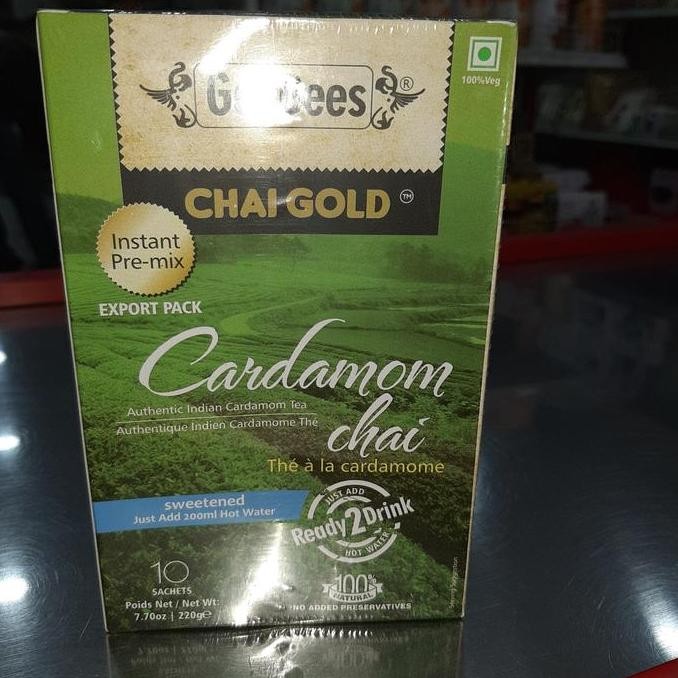 100%Veg
®
CHAI GOLD ™
Instant
Pre-mix
EXPORT PACK
Cardamom
chai
Authentic Indian Cardamom Tea
Authentique Indien Cardamome Thé
Thé à la cardamome
sweetened
Just Add 200ml Hot Water
JUST ADD
Ready2Drink
HOT WATER
10
SACHETS
Poids Net / Net Wt:
7.70oz | 220g℮
100%
NATURAL
NO ADDED PRESERVATIVES